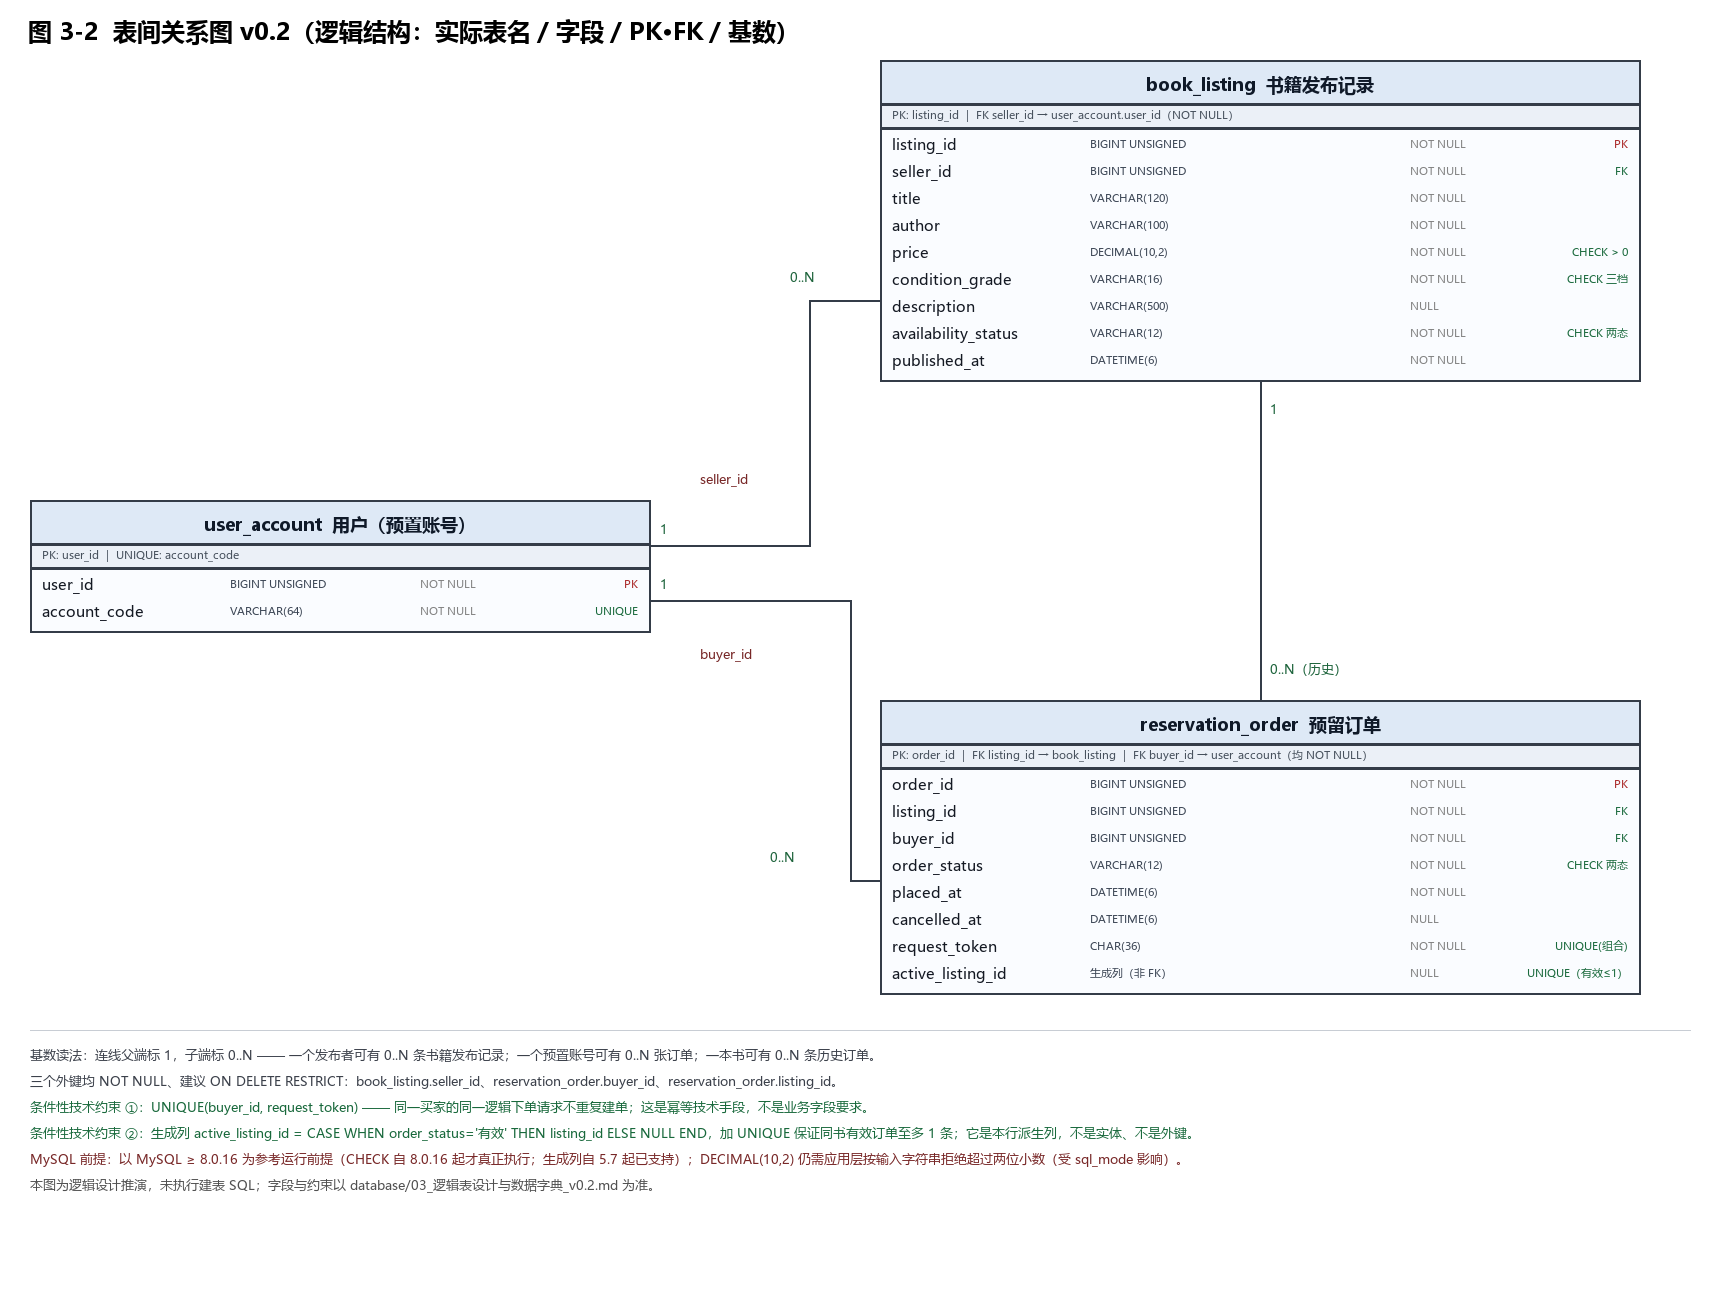 图 3-2  表间关系图 v0.2（逻辑结构：实际表名 / 字段 / PK•FK / 基数）
book_listing  书籍发布记录
PK: listing_id  |  FK seller_id → user_account.user_id（NOT NULL）
listing_id  BIGINT UNSIGNED  NOT NULL  PK
seller_id  BIGINT UNSIGNED  NOT NULL  FK
title  VARCHAR(120)  NOT NULL
author  VARCHAR(100)  NOT NULL
price  DECIMAL(10,2)  NOT NULL  CHECK > 0
condition_grade  VARCHAR(16)  NOT NULL  CHECK 三档
description  VARCHAR(500)  NULL
availability_status  VARCHAR(12)  NOT NULL  CHECK 两态
published_at  DATETIME(6)  NOT NULL
0..N
1
seller_id
user_account  用户（预置账号）
PK: user_id  |  UNIQUE: account_code
user_id  BIGINT UNSIGNED  NOT NULL  PK
account_code  VARCHAR(64)  NOT NULL  UNIQUE
1
1
buyer_id
0..N（历史）
0..N
reservation_order  预留订单
PK: order_id  |  FK listing_id → book_listing  |  FK buyer_id → user_account（均 NOT NULL）
order_id  BIGINT UNSIGNED  NOT NULL  PK
listing_id  BIGINT UNSIGNED  NOT NULL  FK
buyer_id  BIGINT UNSIGNED  NOT NULL  FK
order_status  VARCHAR(12)  NOT NULL  CHECK 两态
placed_at  DATETIME(6)  NOT NULL
cancelled_at  DATETIME(6)  NULL
request_token  CHAR(36)  NOT NULL  UNIQUE(组合)
active_listing_id  生成列（非 FK）  NULL  UNIQUE（有效≤1）
基数读法：连线父端标 1，子端标 0..N —— 一个发布者可有 0..N 条书籍发布记录；一个预置账号可有 0..N 张订单；一本书可有 0..N 条历史订单。
三个外键均 NOT NULL、建议 ON DELETE RESTRICT：book_listing.seller_id、reservation_order.buyer_id、reservation_order.listing_id。
条件性技术约束 ①：UNIQUE(buyer_id, request_token) —— 同一买家的同一逻辑下单请求不重复建单；这是幂等技术手段，不是业务字段要求。
条件性技术约束 ②：生成列 active_listing_id = CASE WHEN order_status='有效' THEN listing_id ELSE NULL END，加 UNIQUE 保证同书有效订单至多 1 条；它是本行派生列，不是实体、不是外键。
MySQL 前提：以 MySQL ≥ 8.0.16 为参考运行前提（CHECK 自 8.0.16 起才真正执行；生成列自 5.7 起已支持）；DECIMAL(10,2) 仍需应用层按输入字符串拒绝超过两位小数（受 sql_mode 影响）。
本图为逻辑设计推演，未执行建表 SQL；字段与约束以 database/03_逻辑表设计与数据字典_v0.2.md 为准。